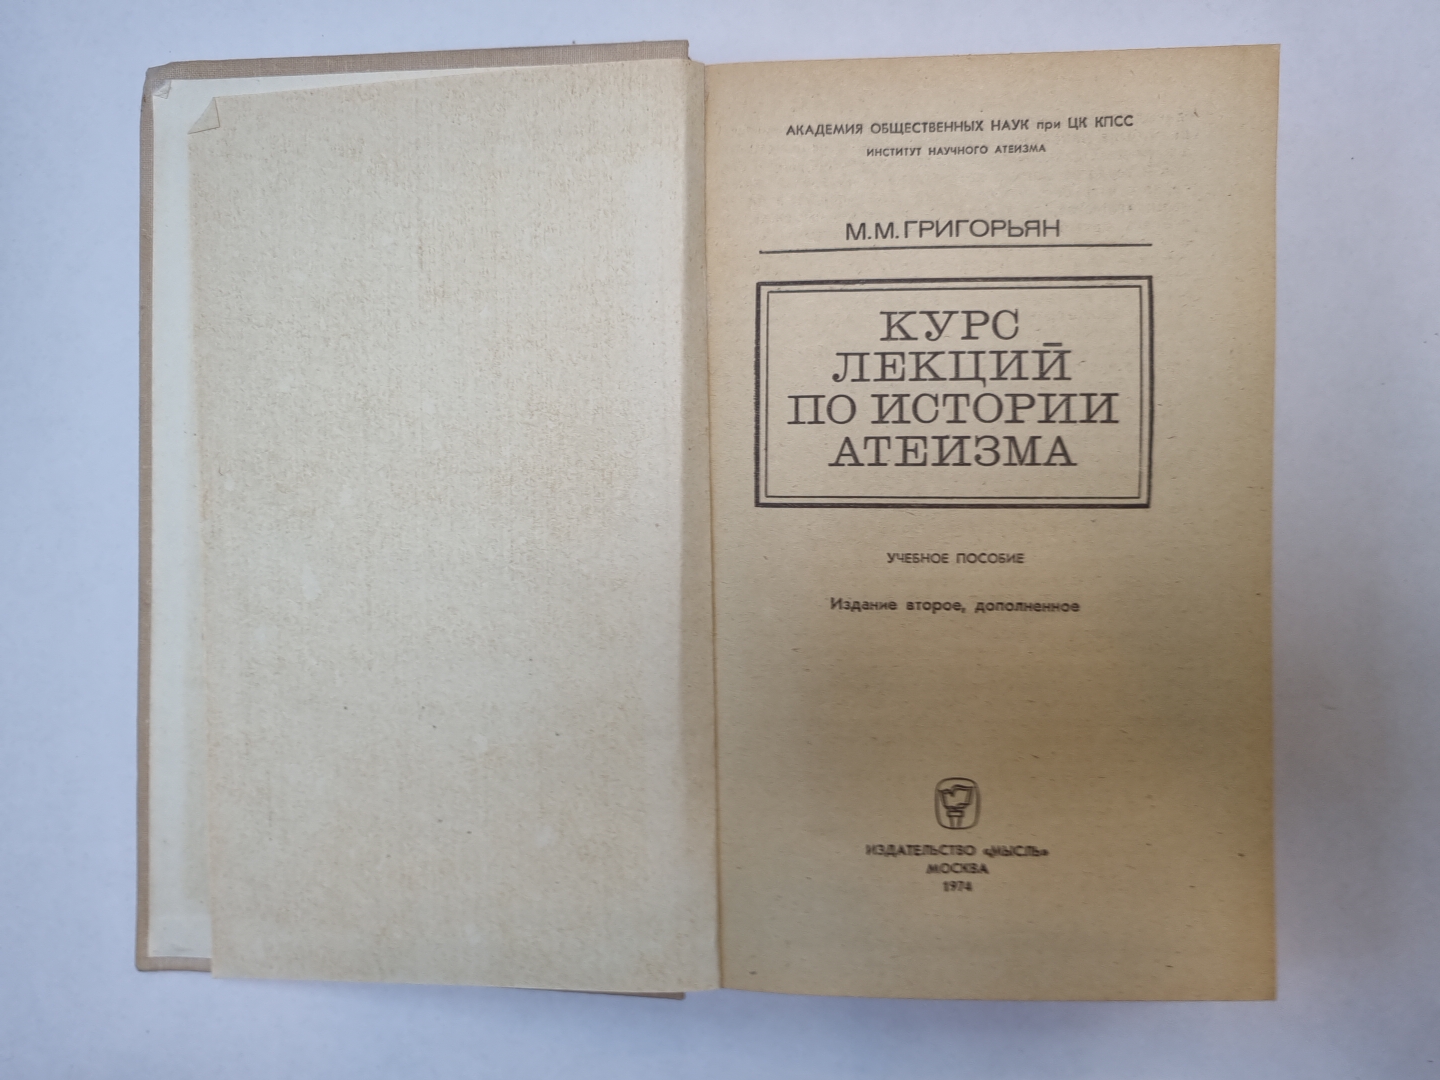 АКАДЕМИЯ ОБЩЕСТВЕННЫХ НАУК при ЦК КПСС
ИНСТИТУТ НАУЧНОГО АТЕИЗМА
М.М.ГРИГОРЬЯН
КУРС
ЛЕКЦИЙ
ПО ИСТОРИИ
АТЕИЗМА
УЧЕБНОЕ ПОСОБИЕ
Издание второе, дополненное
ИЗДАТЕЛЬСТВО «МЫСЛЬ»
МОСКВА
1974